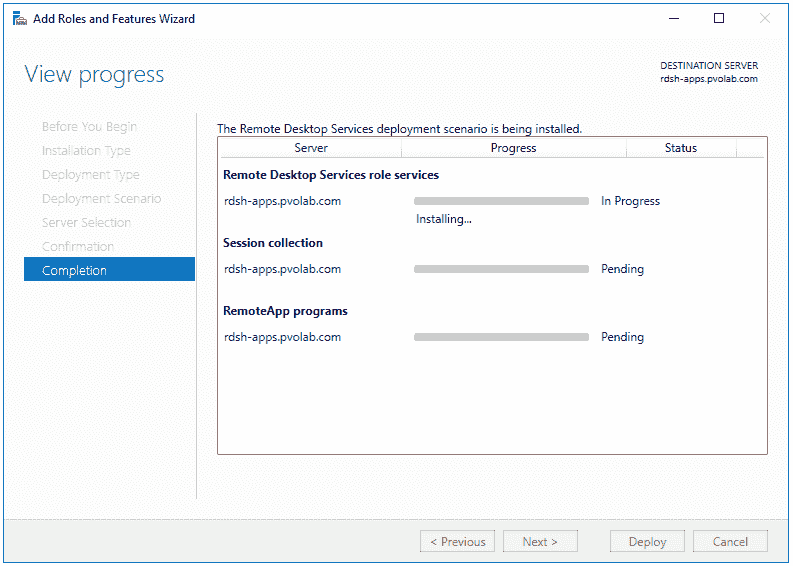 Add Roles and Features Wizard
View progress
DESTINATION SERVER
rdsh-apps.pvolab.com
Before You Begin
Installation Type
Deployment Type
Deployment Scenario
Server Selection
Confirmation
Completion
The Remote Desktop Services deployment scenario is being installed.
Server Progress Status
Remote Desktop Services role services
rdsh-apps.pvolab.com In Progress
Installing...
Session collection
rdsh-apps.pvolab.com Pending
RemoteApp programs
rdsh-apps.pvolab.com Pending
< Previous Next > Deploy Cancel